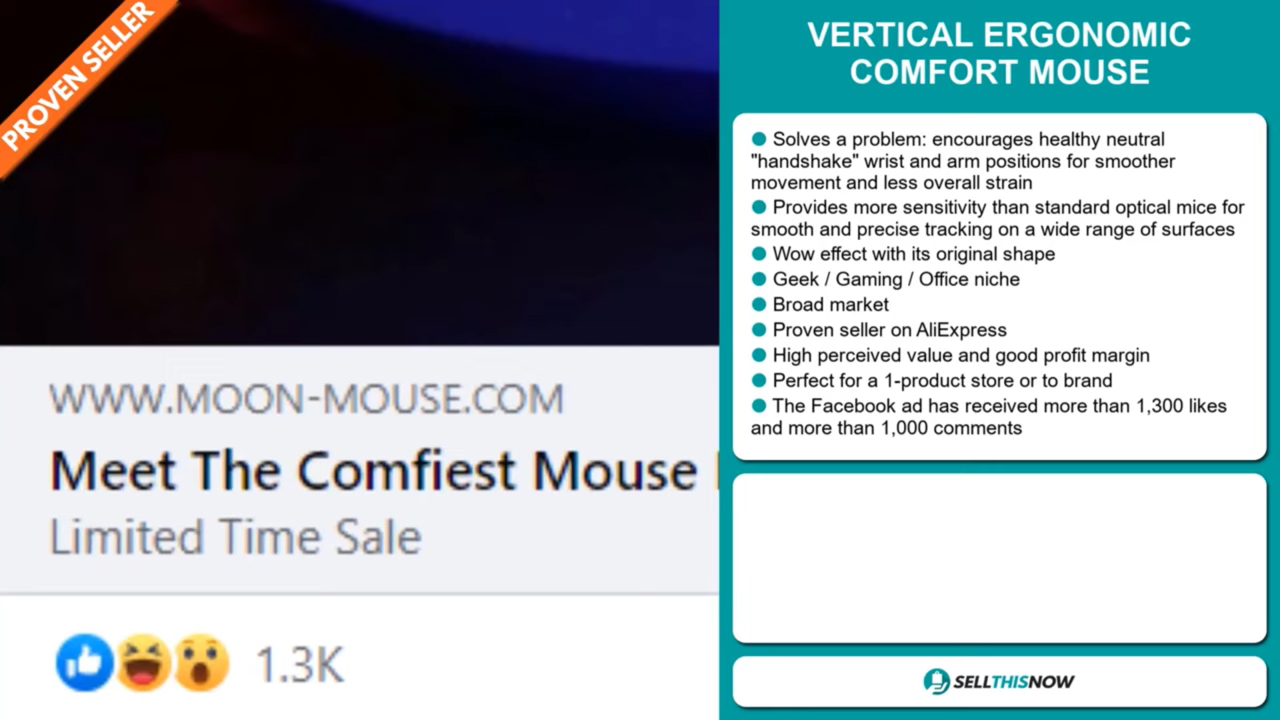 PROVEN SELLER
WWW.MOON-MOUSE.COM
Meet The Comfiest Mouse
Limited Time Sale
1.3K
VERTICAL ERGONOMIC
COMFORT MOUSE
● Solves a problem: encourages healthy neutral
"handshake" wrist and arm positions for smoother
movement and less overall strain
● Provides more sensitivity than standard optical mice for
smooth and precise tracking on a wide range of surfaces
● Wow effect with its original shape
● Geek / Gaming / Office niche
● Broad market
● Proven seller on AliExpress
● High perceived value and good profit margin
● Perfect for a 1-product store or to brand
● The Facebook ad has received more than 1,300 likes
and more than 1,000 comments
SELLTHISNOW